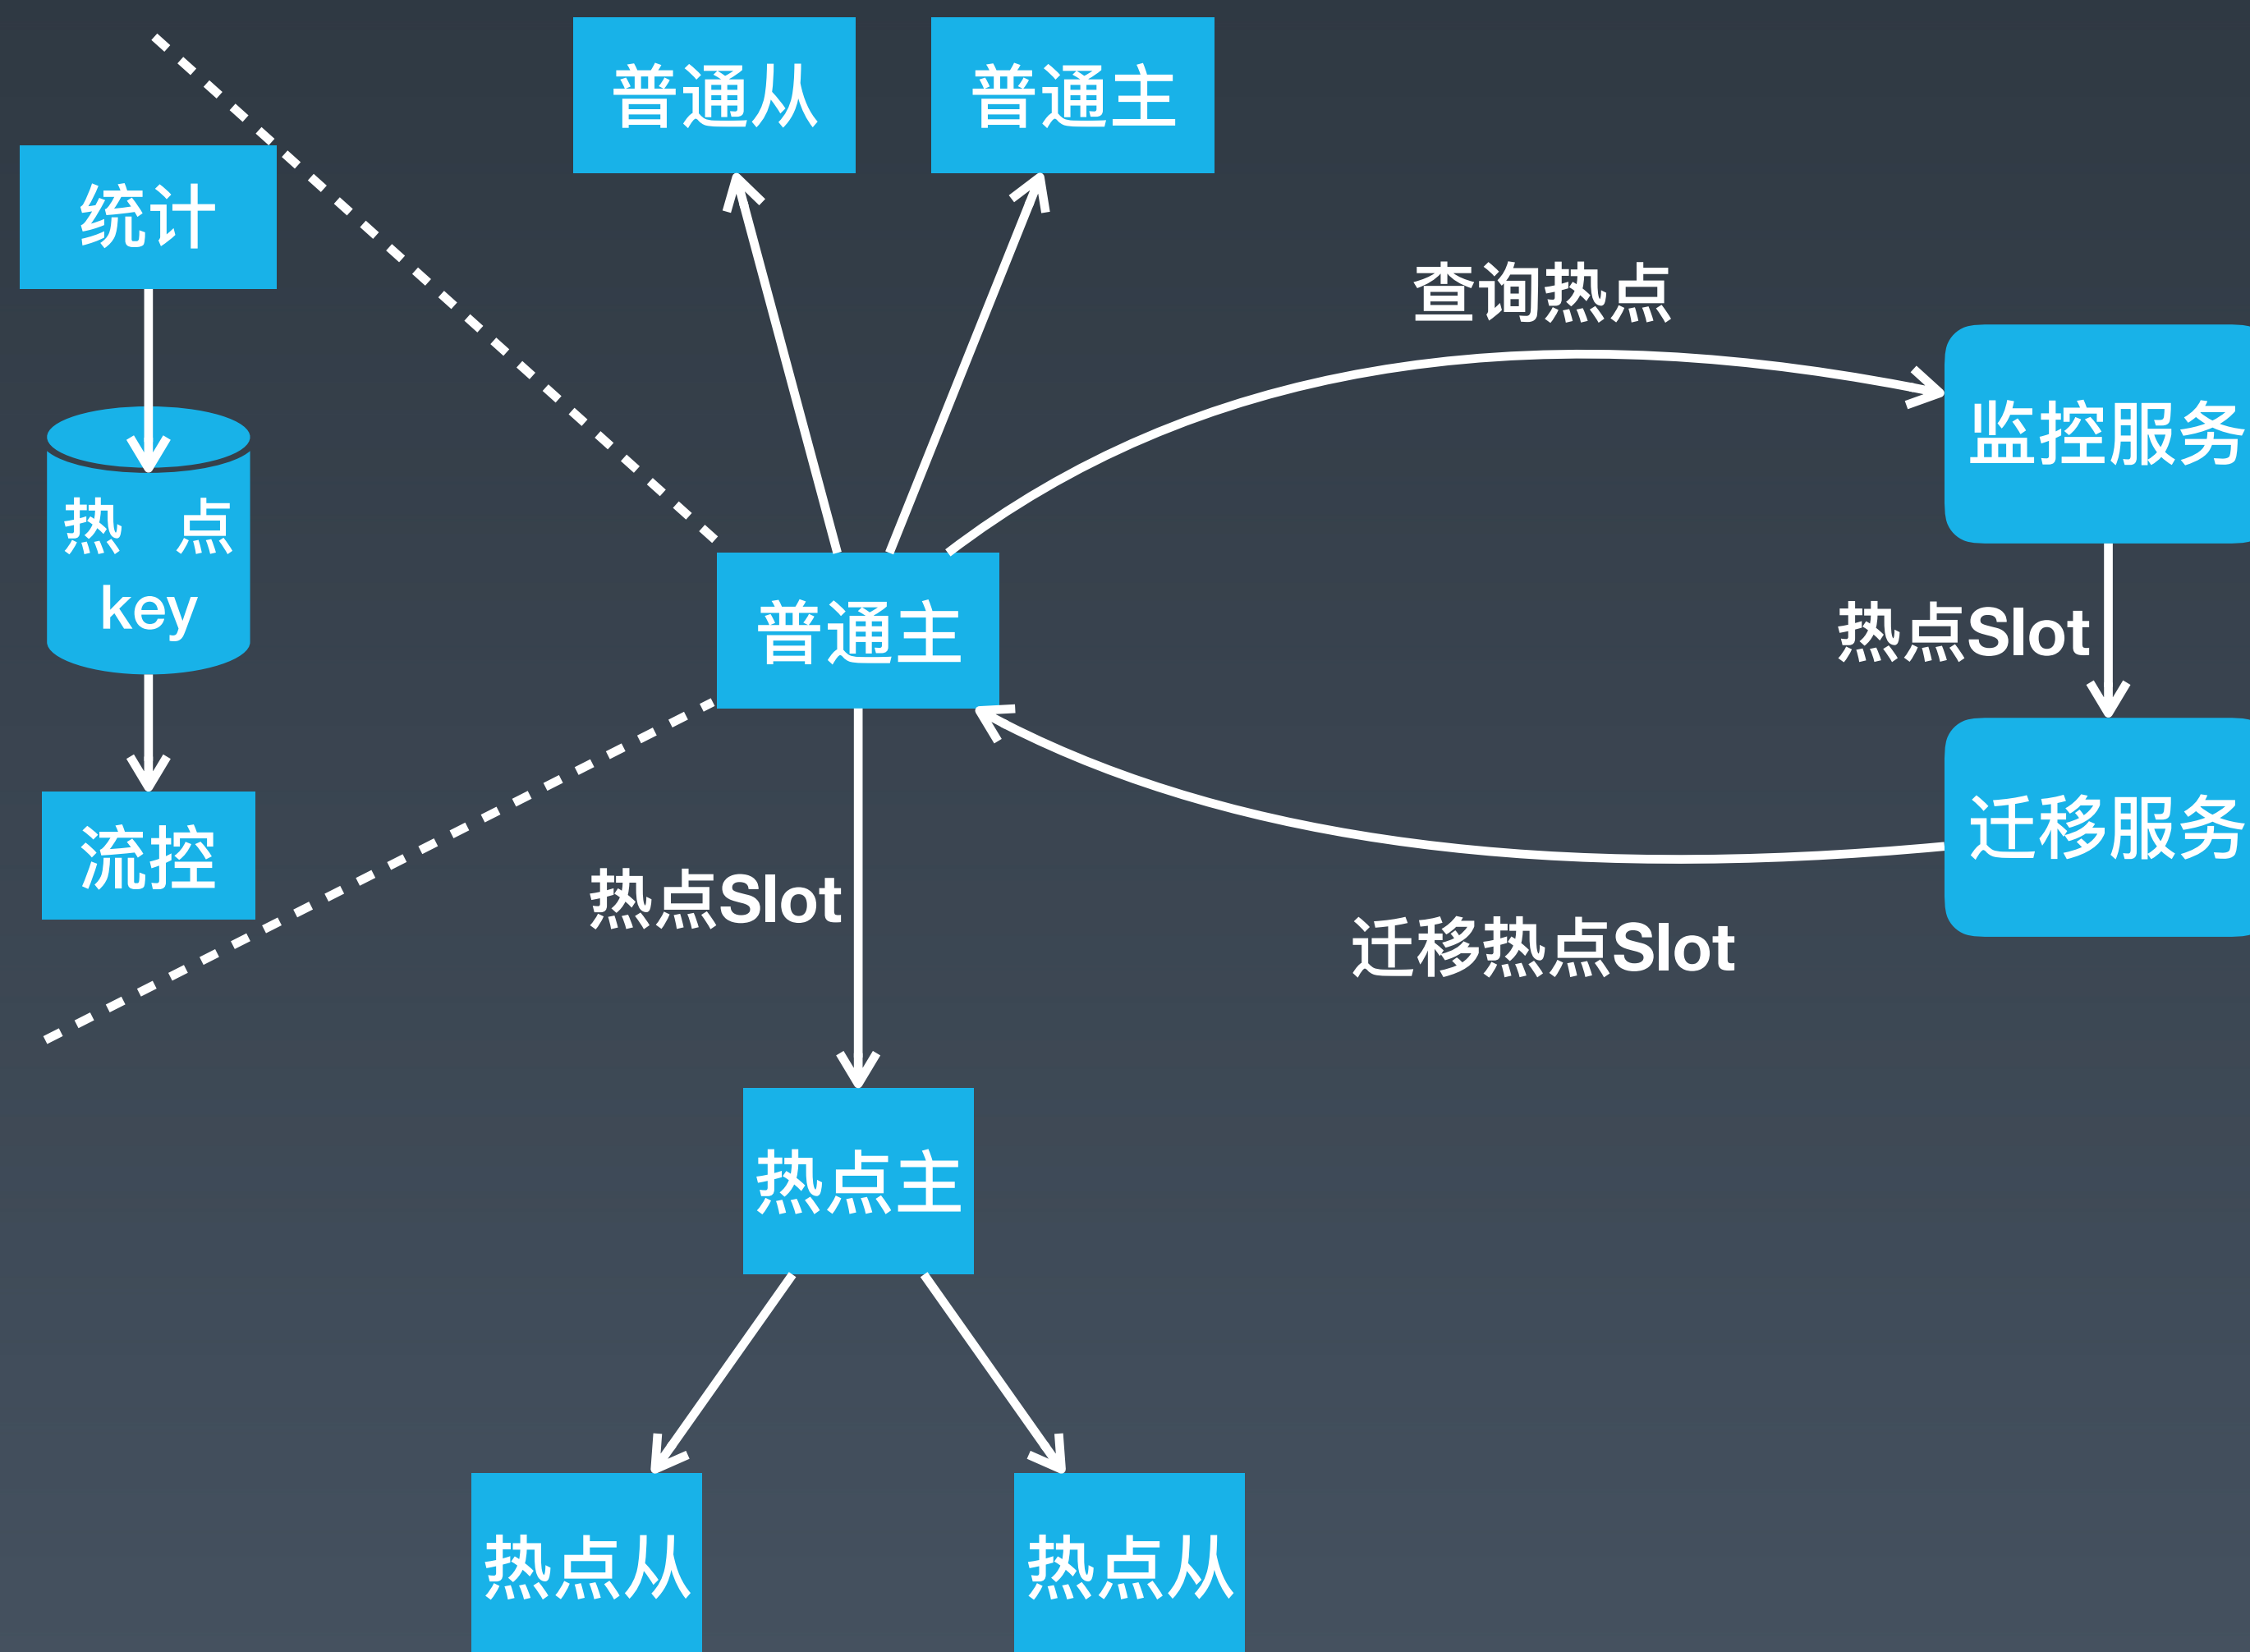 普通从
普通主
统计
查询热点
监控服务
热 点
key
普通主
热点Slot
迁移服务
流控
热点Slot
迁移热点Slot
热点主
热点从
热点从